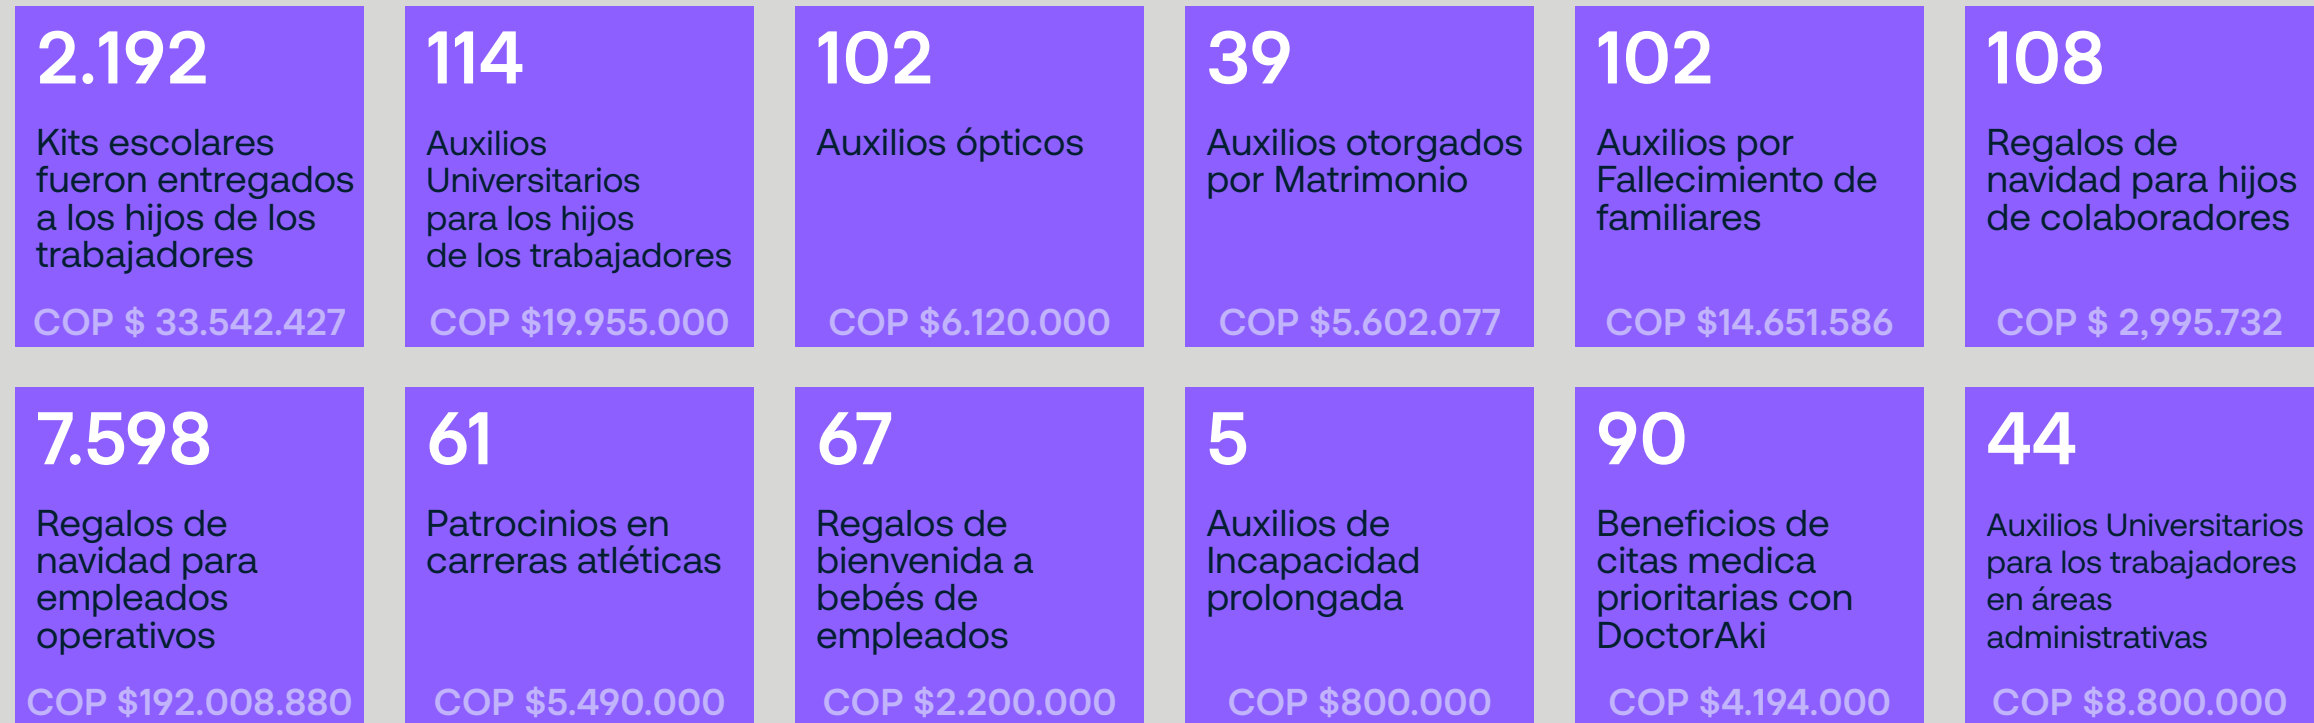 2.192
Kits escolares
fueron entregados
a los hijos de los
trabajadores
COP $ 33.542.427
114
Auxilios
Universitarios
para los hijos
de los trabajadores
COP $19.955.000
102
Auxilios ópticos
COP $6.120.000
39
Auxilios otorgados
por Matrimonio
COP $5.602.077
102
Auxilios por
Fallecimiento de
familiares
COP $14.651.586
108
Regalos de
navidad para hijos
de colaboradores
COP $ 2,995.732
7.598
Regalos de
navidad para
empleados
operativos
COP $192.008.880
61
Patrocinios en
carreras atléticas
COP $5.490.000
67
Regalos de
bienvenida a
bebés de
empleados
COP $2.200.000
5
Auxilios de
Incapacidad
prolongada
COP $800.000
90
Beneficios de
citas medica
prioritarias con
DoctorAki
COP $4.194.000
44
Auxilios Universitarios
para los trabajadores
en áreas
administrativas
COP $8.800.000